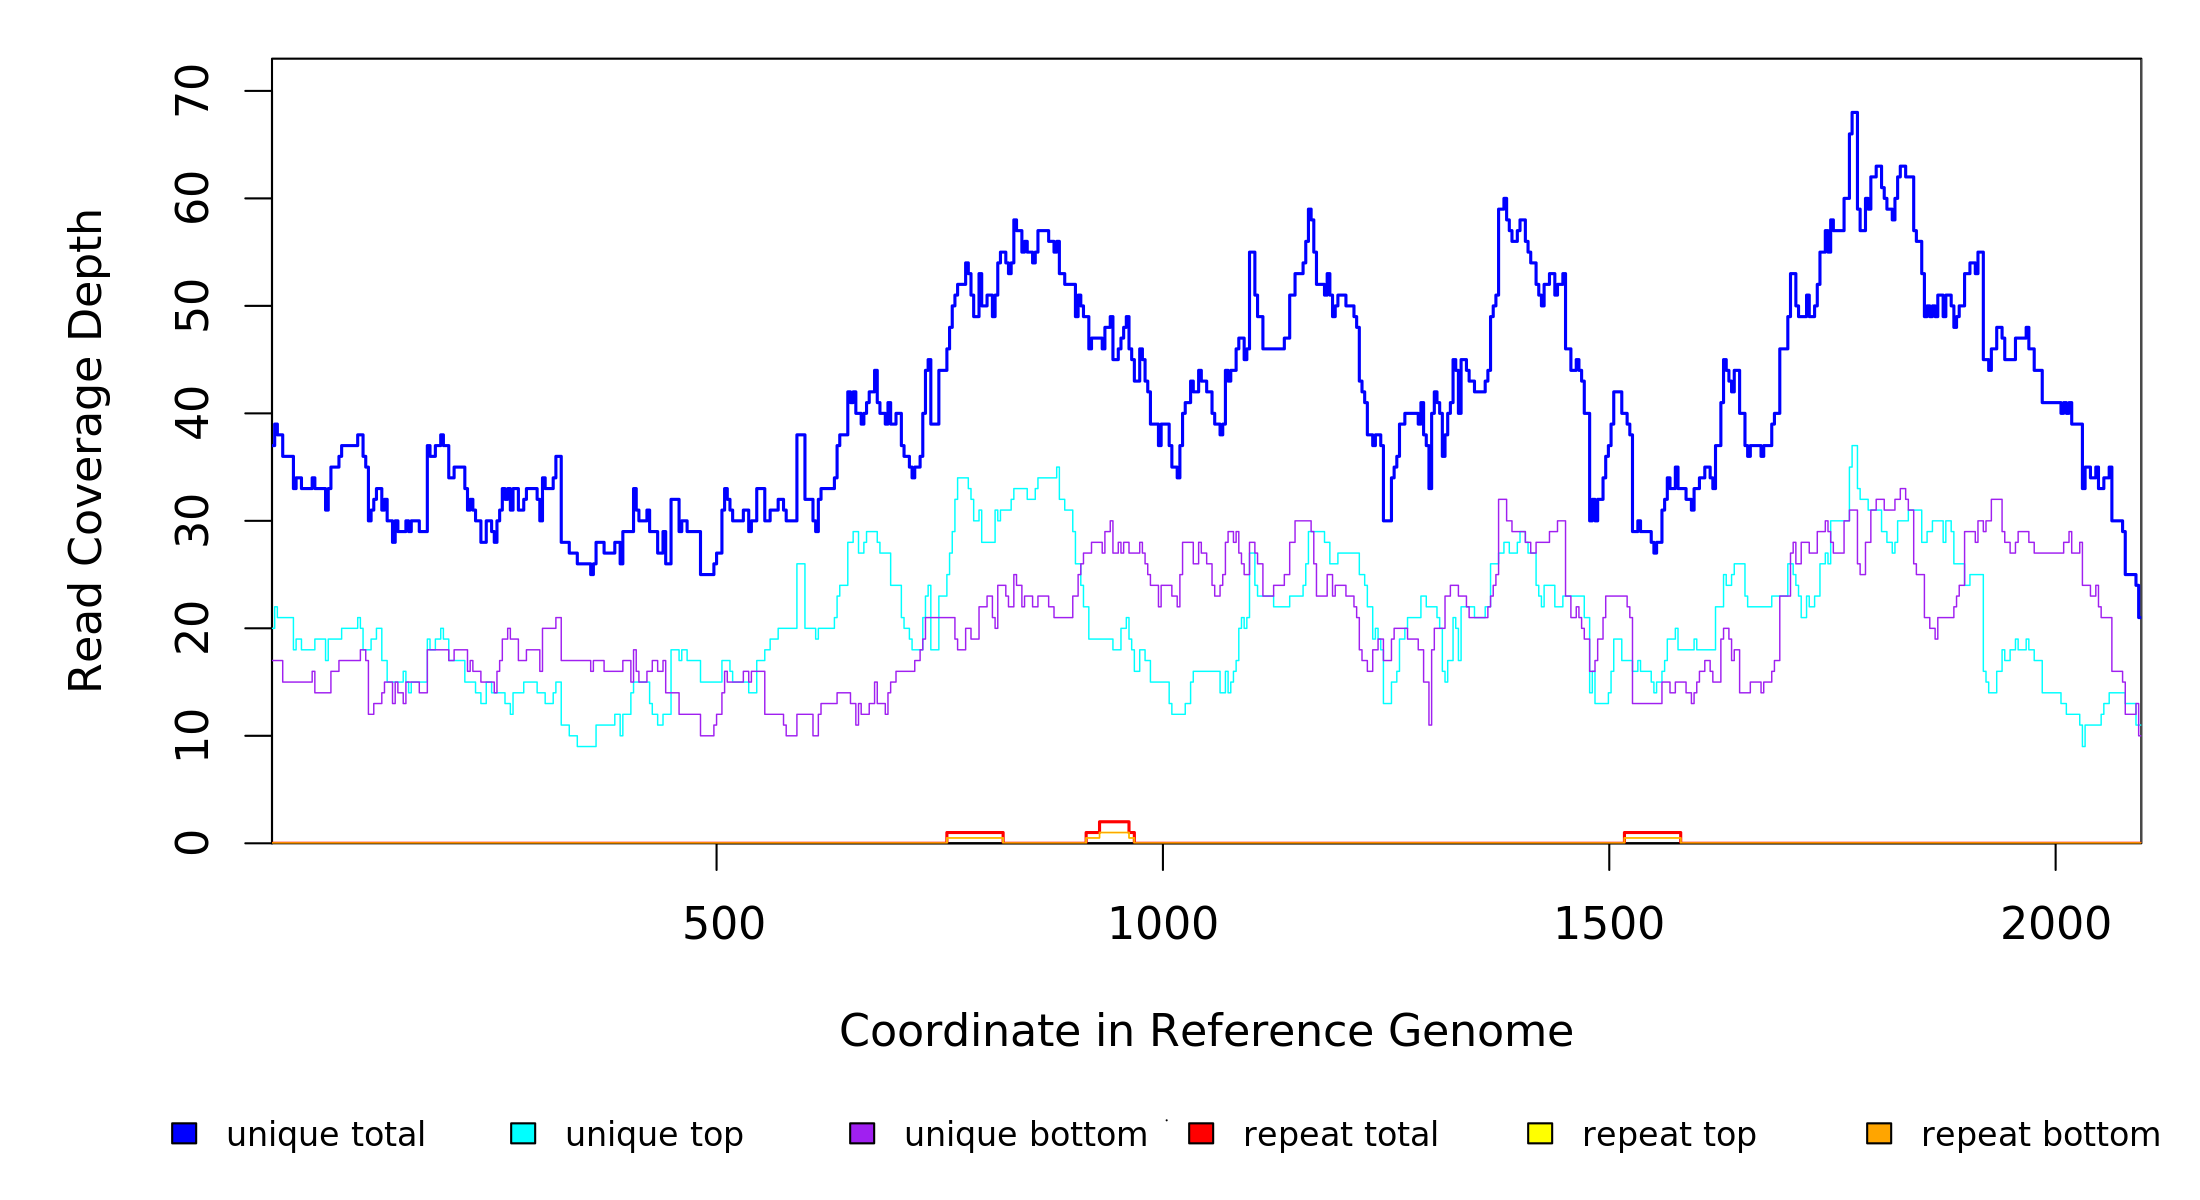 Read Coverage Depth
70
60
50
40
30
20
10
0
500 1000 1500 2000
Coordinate in Reference Genome
unique total unique top unique bottom repeat total repeat top repeat bottom